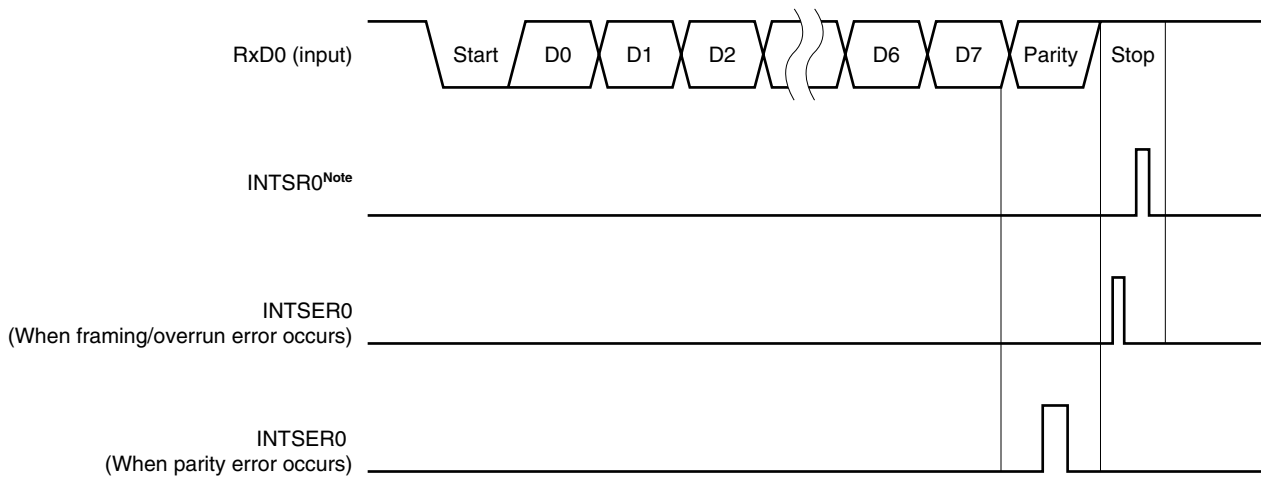 RxD0 (input) Start D0 D1 D2 D6 D7 Parity Stop
INTSR0Note
INTSER0
(When framing/overrun error occurs)
INTSER0
(When parity error occurs)